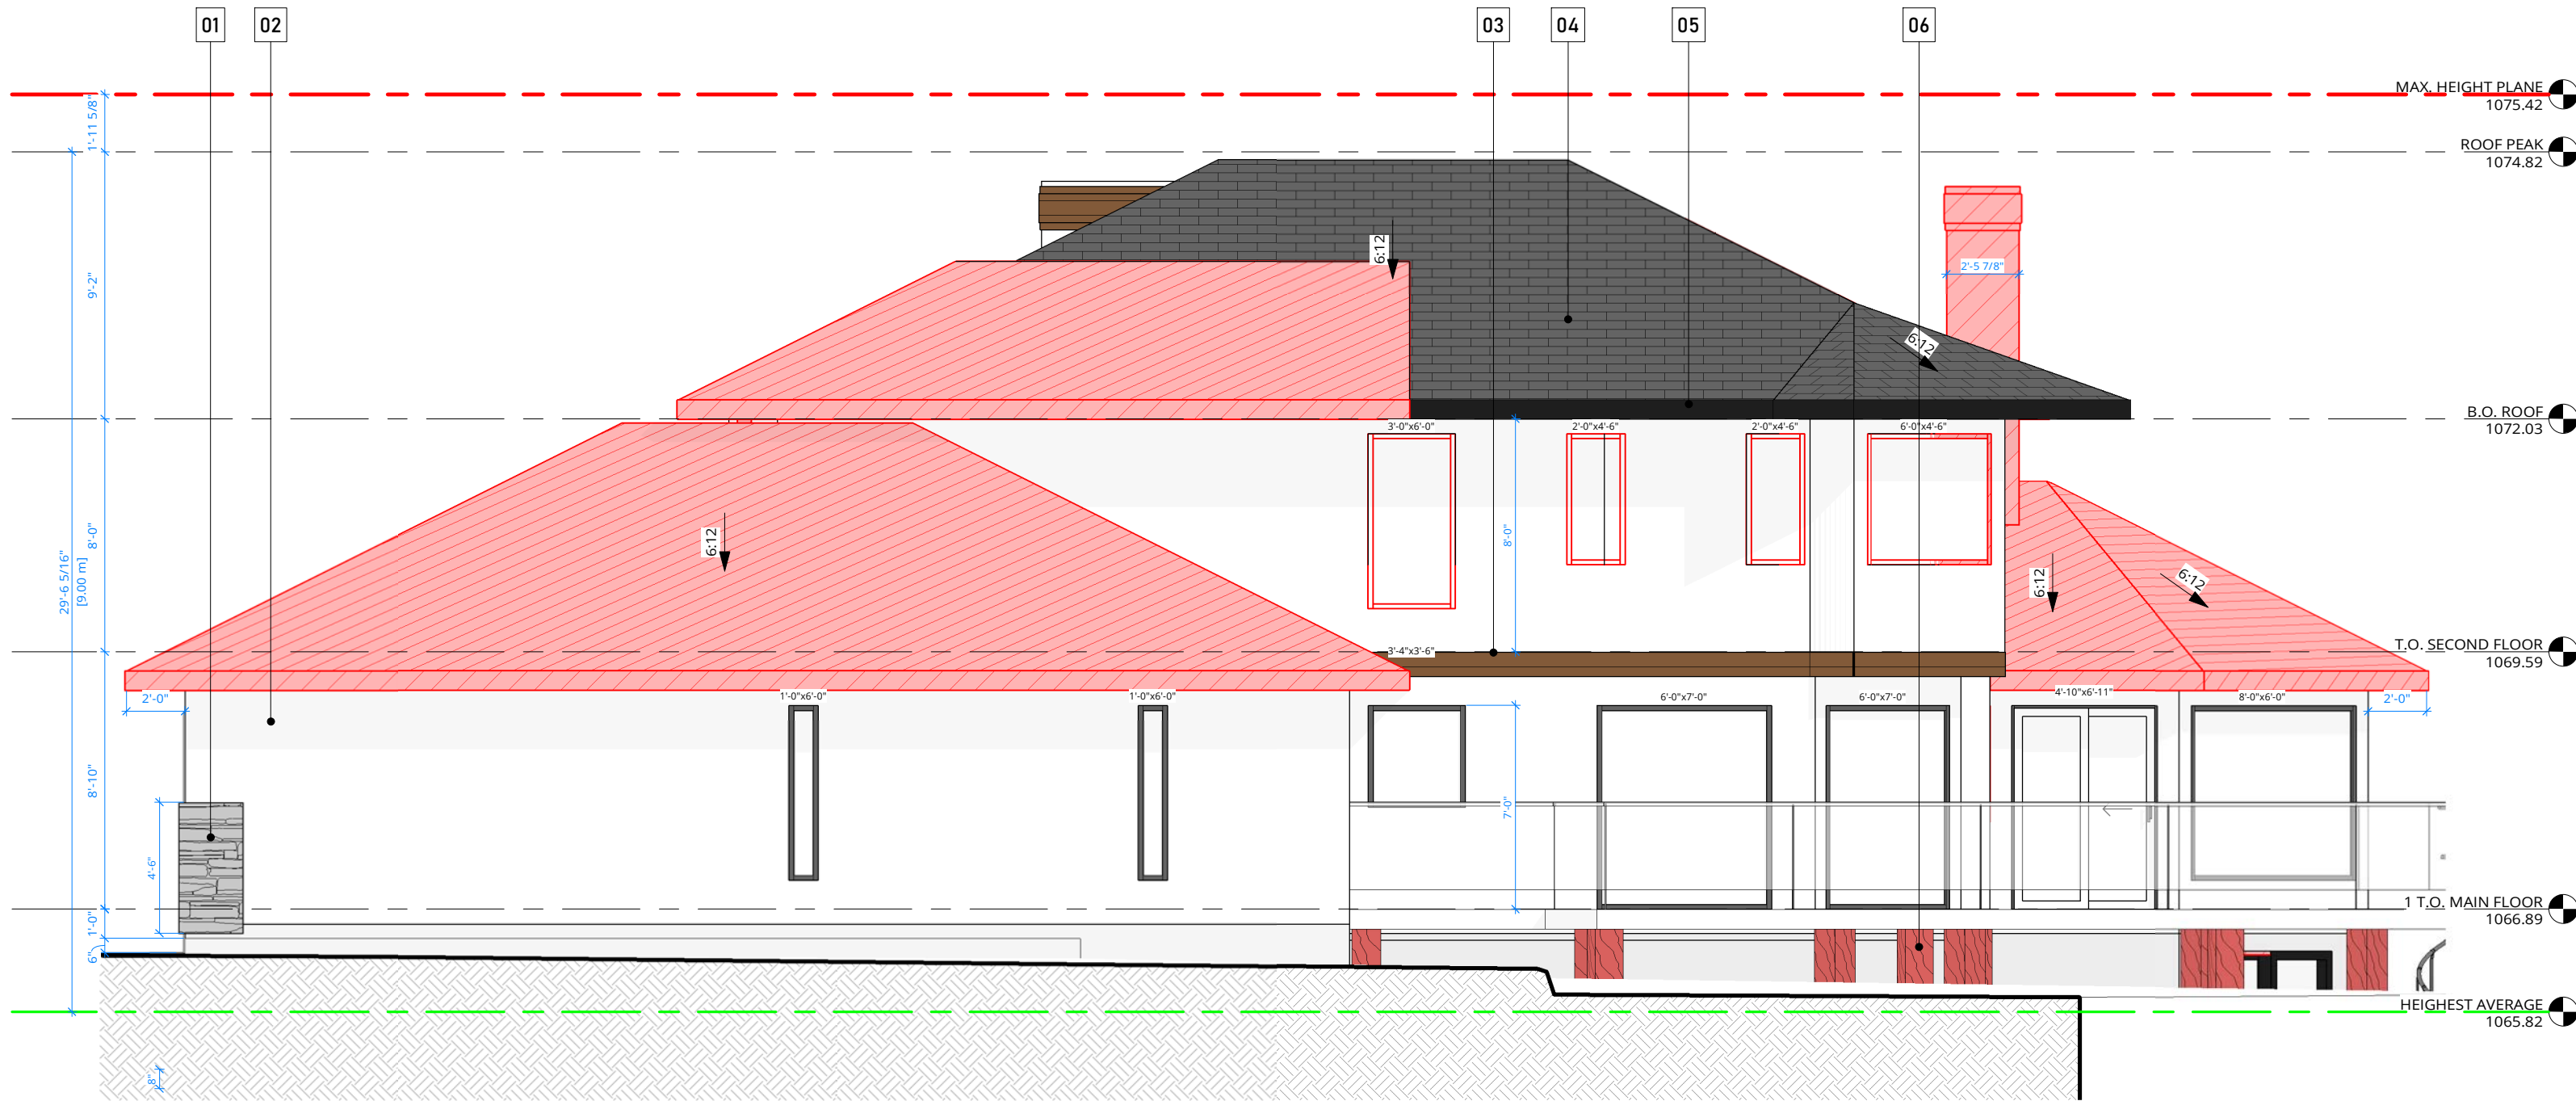 01 02 03 04 05 06
MAX. HEIGHT PLANE
1075.42
1'-11 5/8"
ROOF PEAK
1074.82
6:12
2'-5 7/8"
9'-2"
6:12
B.O. ROOF
1072.03
3'-0"x6'-0" 2'-0"x4'-6" 2'-0"x4'-6" 6'-0"x4'-6"
8'-0"
6:12
8'-0"
6:12
6:12
29'-6 5/16"
[9.00 m]
T.O. SECOND FLOOR
1069.59
3'-4"x3'-6"
2'-0"
1'-0"x6'-0" 1'-0"x6'-0" 6'-0"x7'-0" 6'-0"x7'-0" 4'-10"x6'-11" 8'-0"x6'-0"
2'-0"
8'-10"
7'-0"
4'-6"
1 T.O. MAIN FLOOR
1066.89
1'-0"
6"
HEIGHEST AVERAGE
1065.82
8"